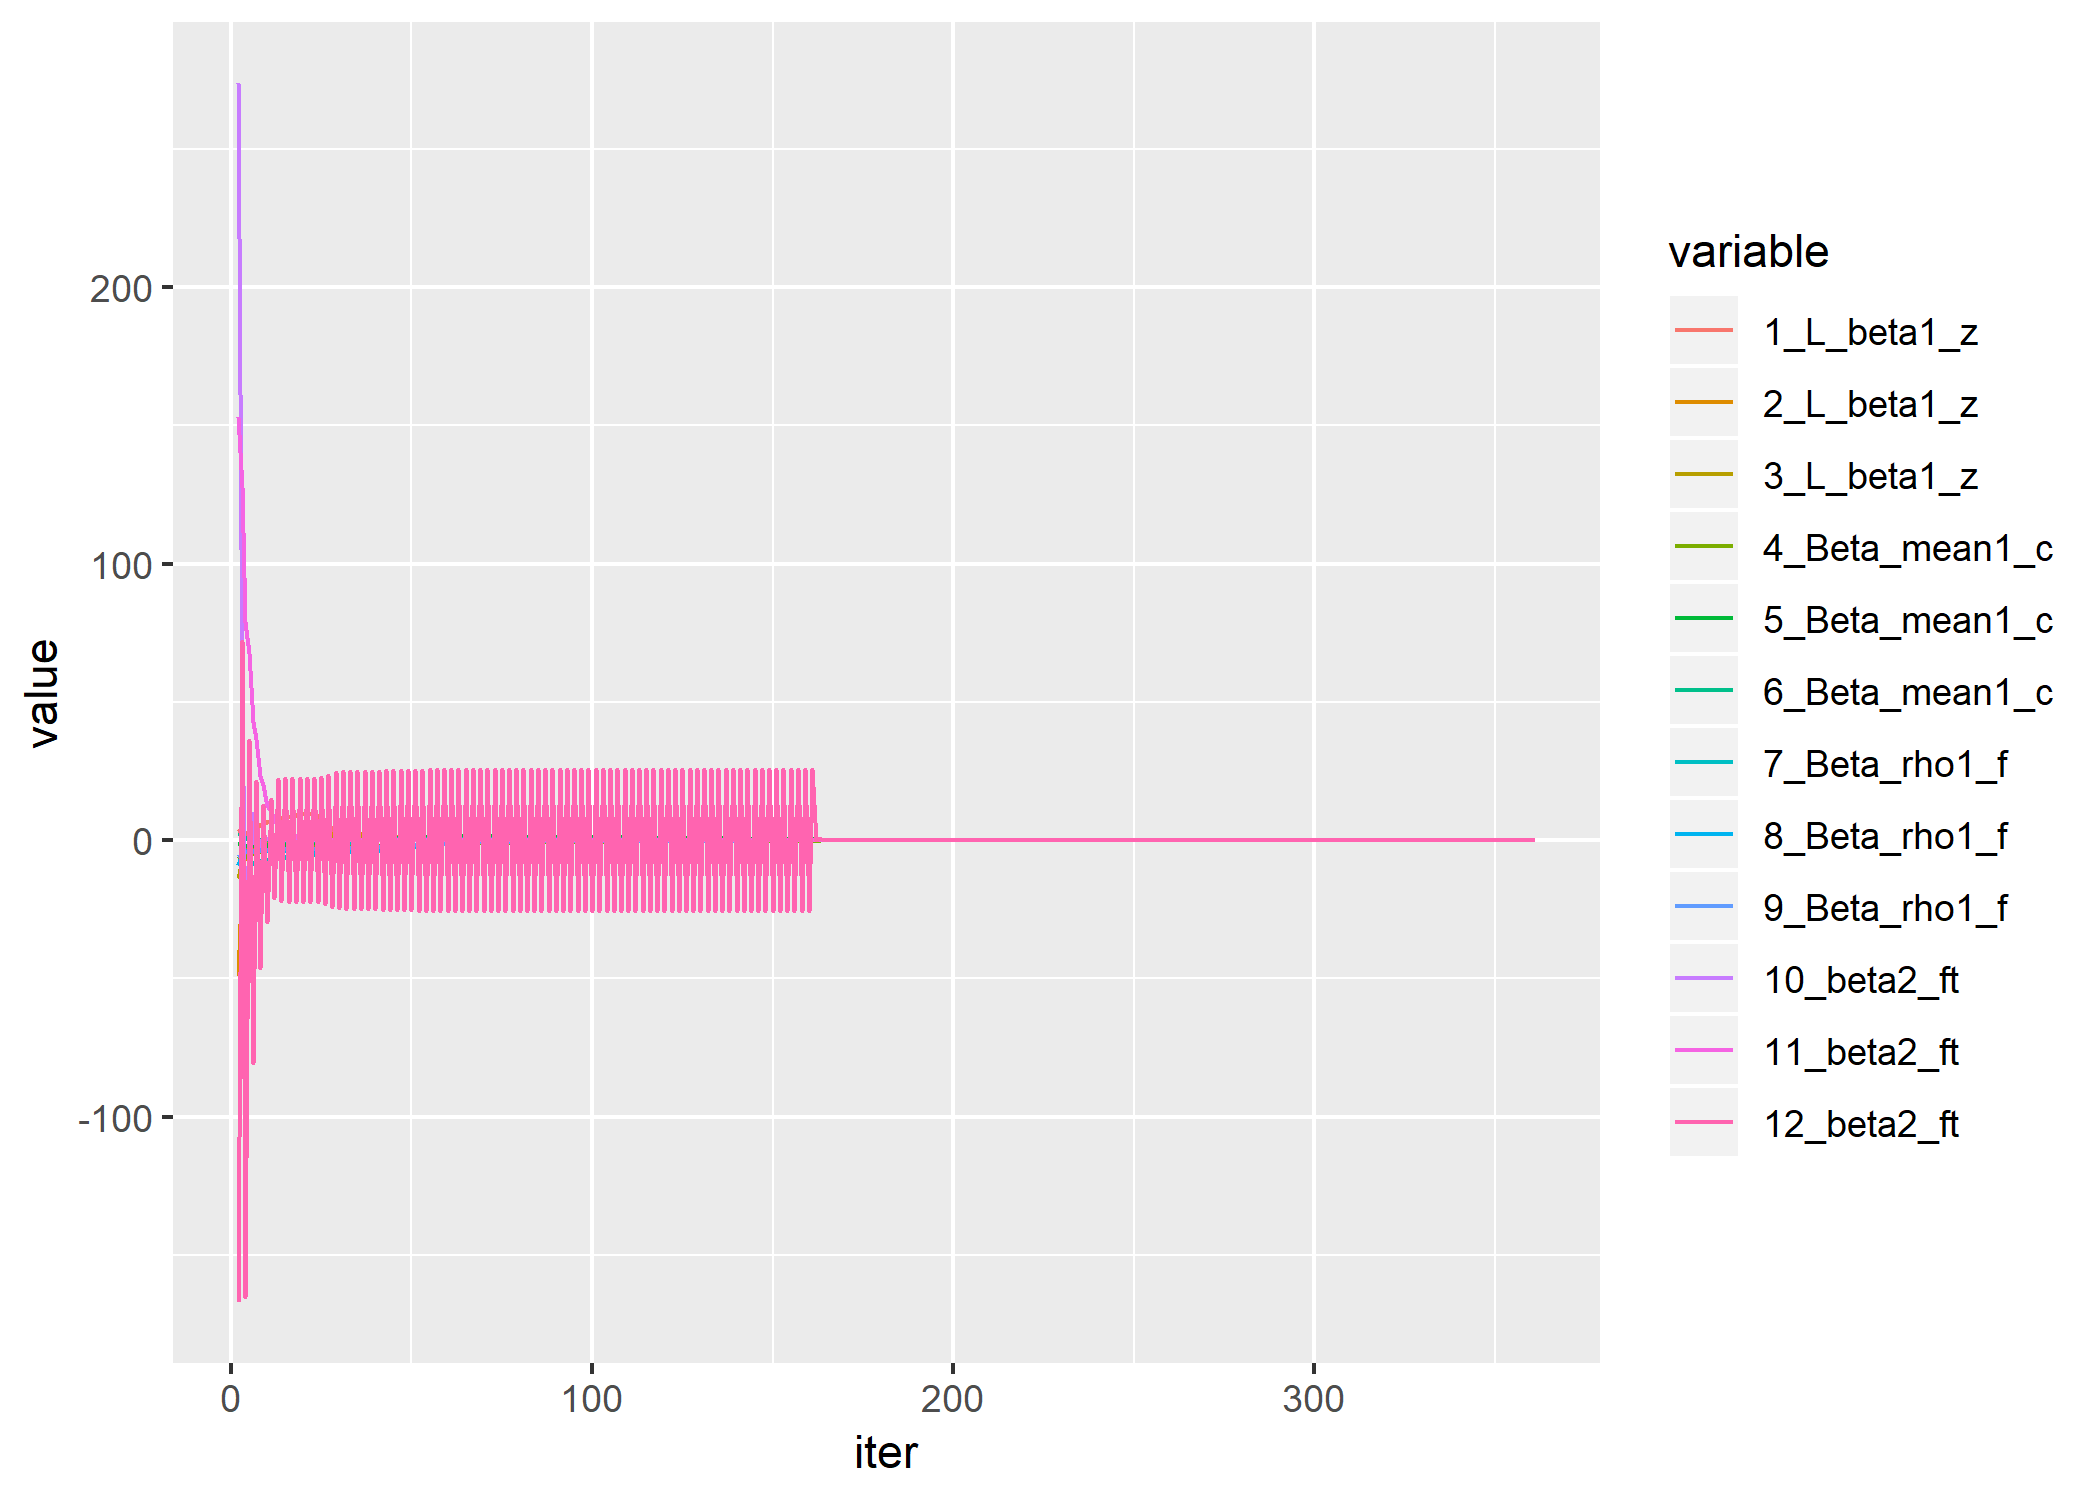 value
200
100
0
-100
0
100
200
300
iter
variable
1_L_beta1_z
2_L_beta1_z
3_L_beta1_z
4_Beta_mean1_c
5_Beta_mean1_c
6_Beta_mean1_c
7_Beta_rho1_f
8_Beta_rho1_f
9_Beta_rho1_f
10_beta2_ft
11_beta2_ft
12_beta2_ft